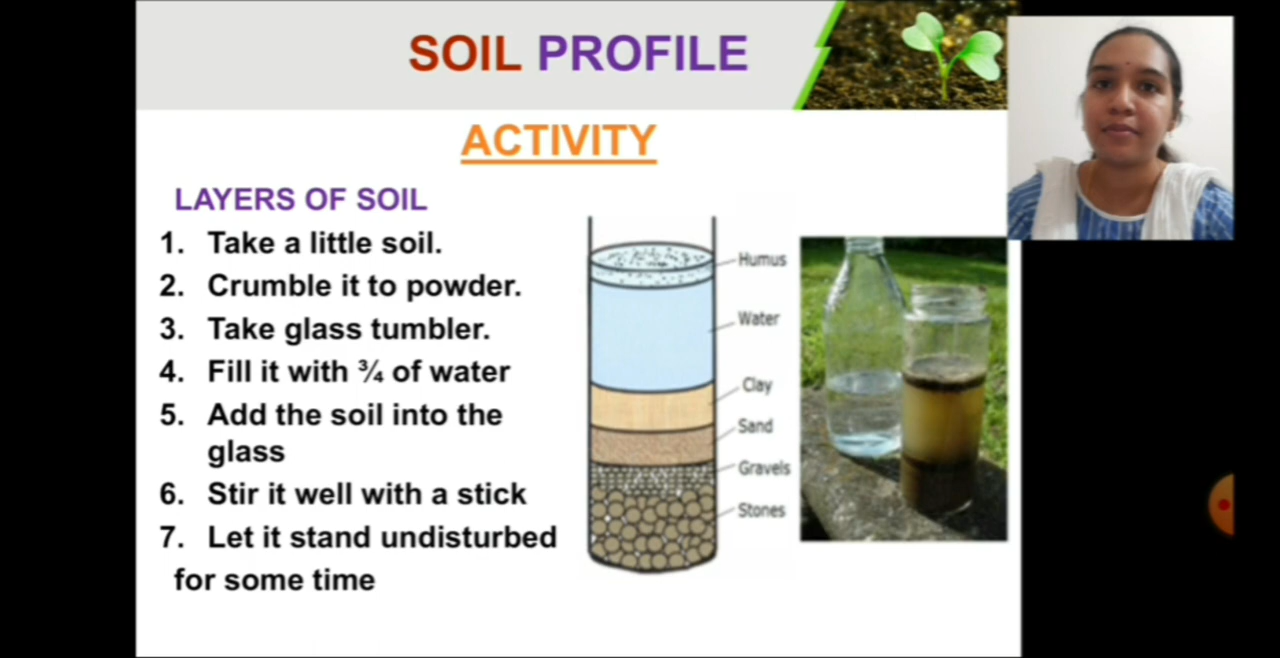 SOIL PROFILE
ACTIVITY
LAYERS OF SOIL
1. Take a little soil.
2. Crumble it to powder.
3. Take glass tumbler.
4. Fill it with ¾ of water
5. Add the soil into the
glass
6. Stir it well with a stick
7. Let it stand undisturbed
for some time
Humus
Water
Clay
Sand
Gravels
Stones